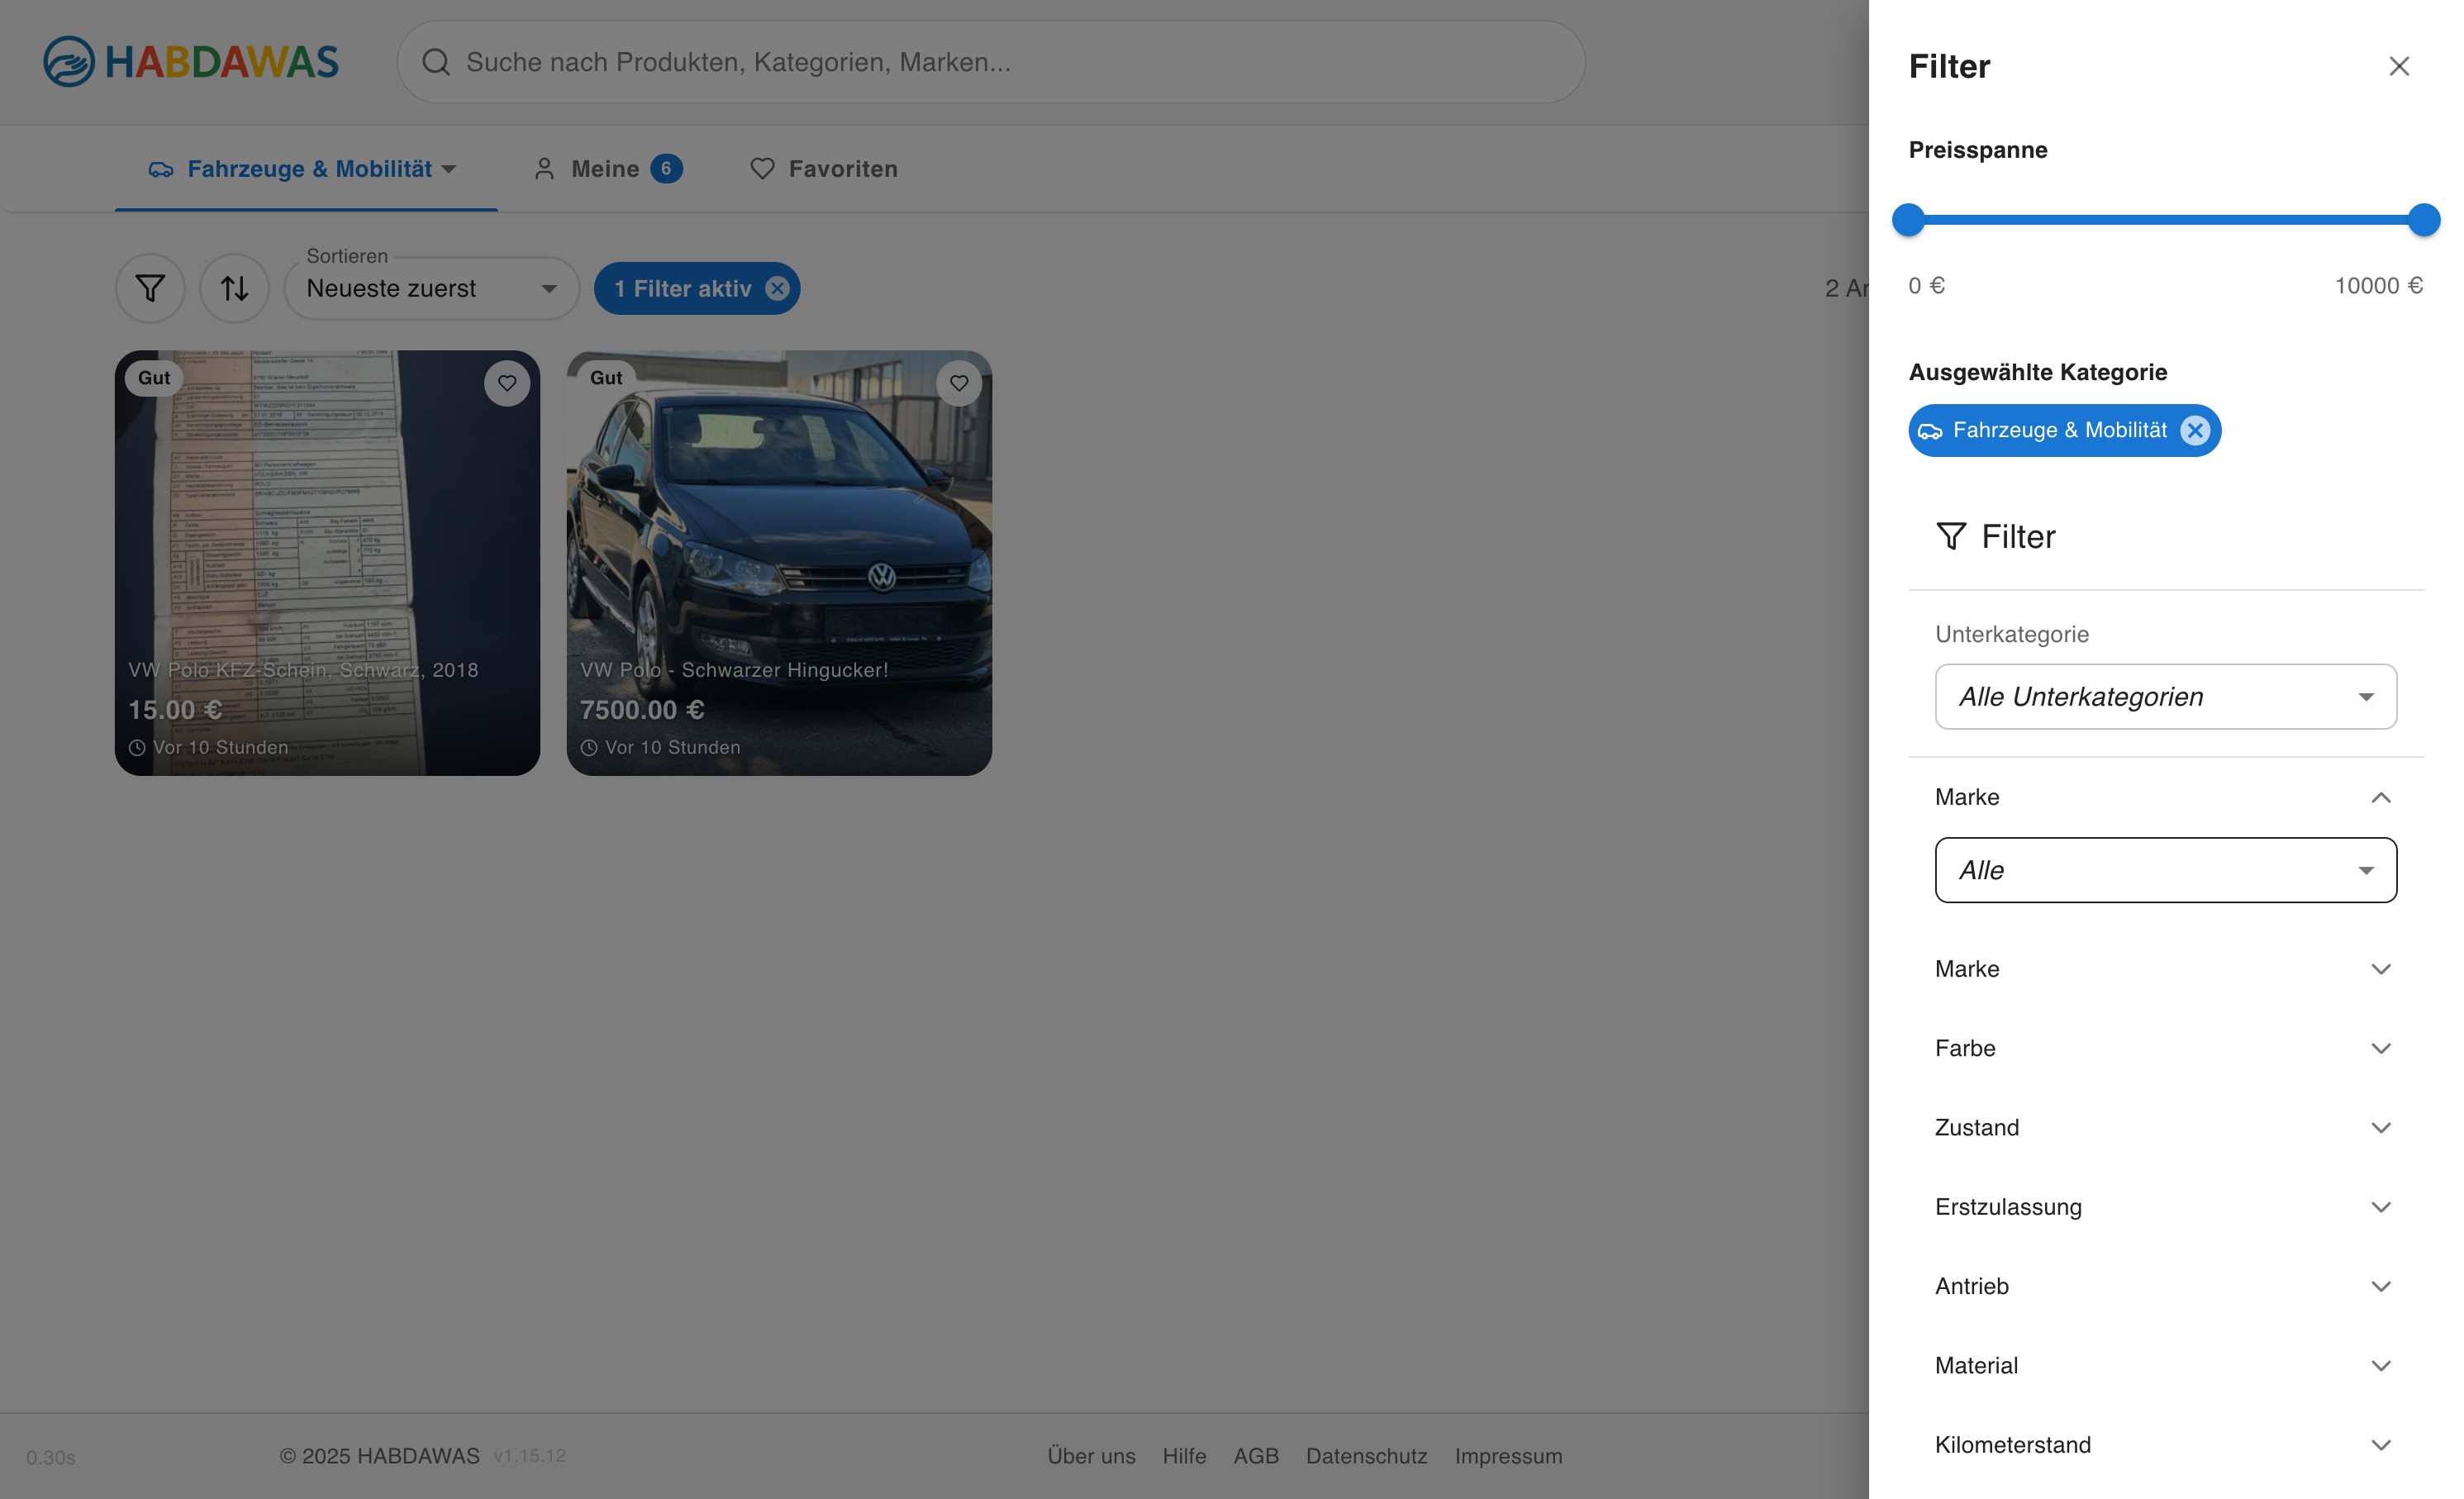 HABDAWAS
Suche nach Produkten, Kategorien, Marken...
Fahrzeuge & Mobilität
Meine 6
Favoriten
Sortieren
Neueste zuerst
1 Filter aktiv
2 Ar
Gut
VW Polo KFZ-Schein, Schwarz, 2018
15.00 €
Vor 10 Stunden
Gut
VW Polo - Schwarzer Hingucker!
7500.00 €
Vor 10 Stunden
0.30s
© 2025 HABDAWAS v1.15.12
Über uns Hilfe AGB Datenschutz Impressum
Filter
Preisspanne
0 € 10000 €
Ausgewählte Kategorie
Fahrzeuge & Mobilität
Filter
Unterkategorie
Alle Unterkategorien
Marke
Alle
Marke
Farbe
Zustand
Erstzulassung
Antrieb
Material
Kilometerstand